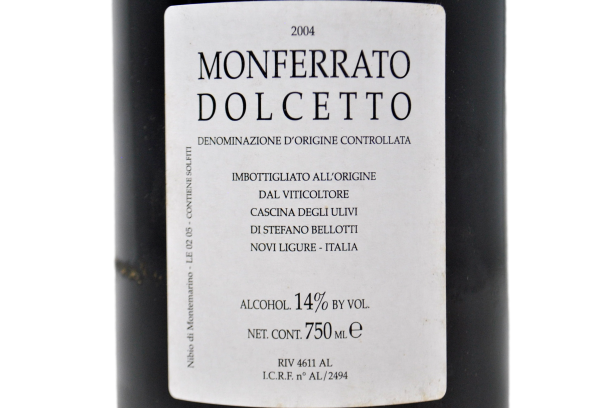 2004
MONFERRATO
DOLCETTO
DENOMINAZIONE D'ORIGINE CONTROLLATA
IMBOTTIGLIATO ALL'ORIGINE
DAL VITICOLTORE
CASCINA DEGLI ULIVI
DI STEFANO BELLOTTI
NOVI LIGURE - ITALIA
ALCOHOL. 14% BY VOL.
NET. CONT. 750 ML e
RIV 4611 AL
I.C.R.F. n° AL/2494
Nibio di Montemarino - LE 02 05 - CONTIENE SOLFITI